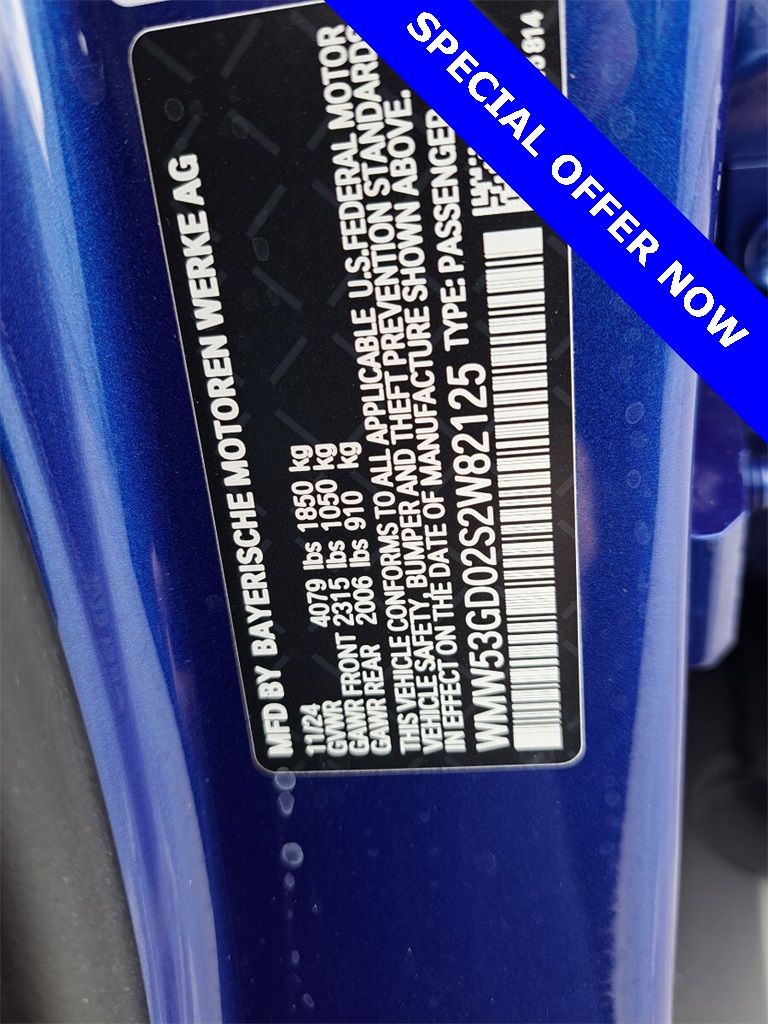 SPECIAL OFFER NOW
MFD BY BAYERISCHE MOTOREN WERKE AG
11/24
GVWR 4079 lbs 1850 kg
GAWR FRONT 2315 lbs 1050 kg
GAWR REAR 2006 lbs 910 kg
THIS VEHICLE CONFORMS TO ALL APPLICABLE U.S.FEDERAL MOTOR
VEHICLE SAFETY, BUMPER AND THEFT PREVENTION STANDARDS
IN EFFECT ON THE DATE OF MANUFACTURE SHOWN ABOVE.
WMW53GD02S2W82125 TYPE: PASSENGER
814